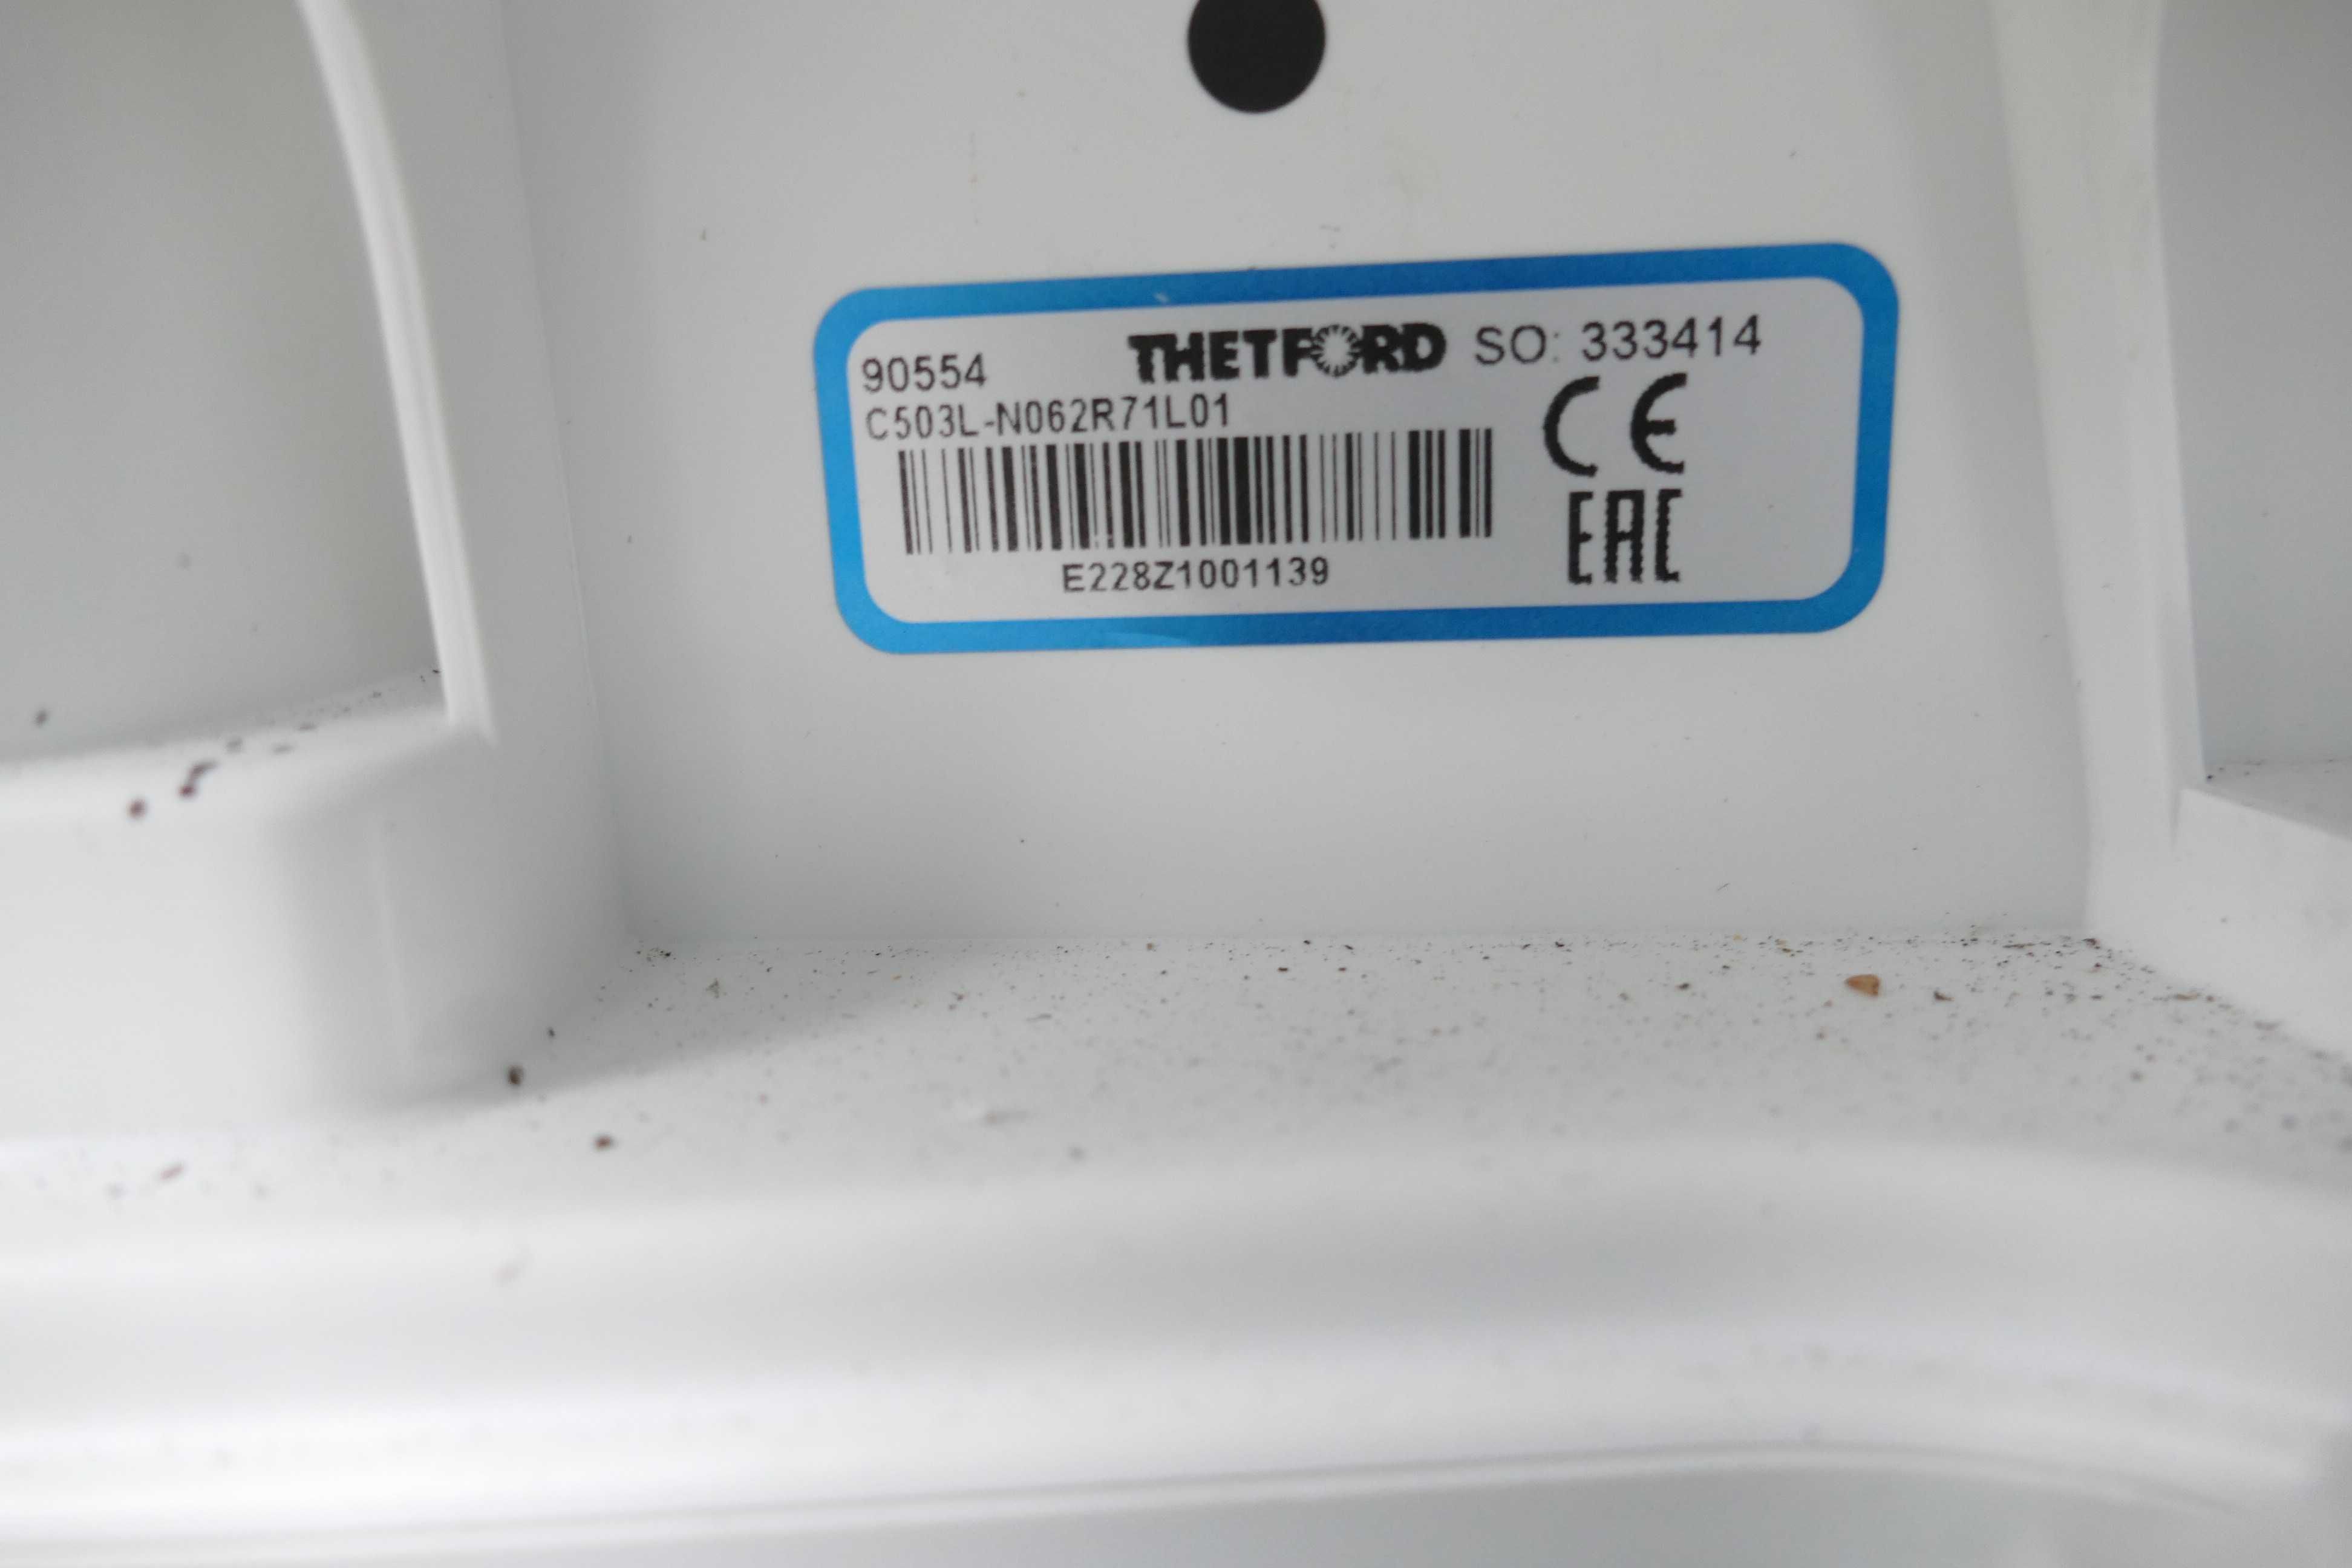 90554 THETFORD SO: 333414
C503L-N062R71L01
CE
EAC
E228Z1001139